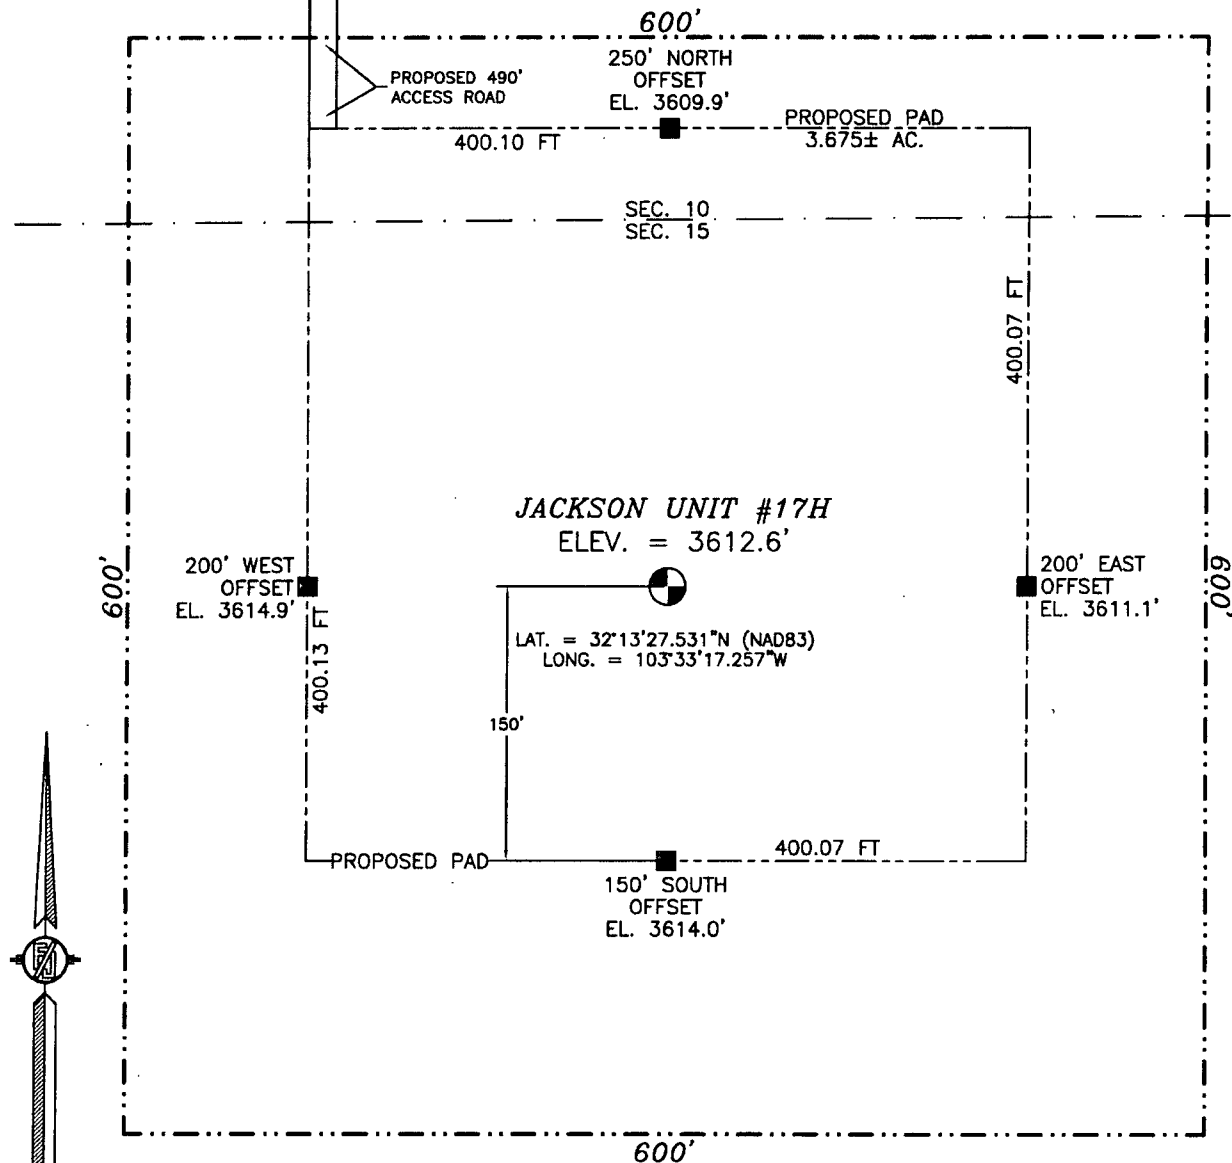 600'
250' NORTH
OFFSET
EL. 3609.9'
PROPOSED 490'
ACCESS ROAD
400.10 FT
PROPOSED PAD
3.675± AC.
SEC. 10
SEC. 15
400.07 FT
JACKSON UNIT #17H
ELEV. = 3612.6'
600'
200' WEST
OFFSET
EL. 3614.9'
200' EAST
OFFSET
EL. 3611.1'
600'
400.13 FT
LAT. = 32°13'27.531"N (NAD83)
LONG. = 103°33'17.257"W
150'
PROPOSED PAD
400.07 FT
150' SOUTH
OFFSET
EL. 3614.0'
600'